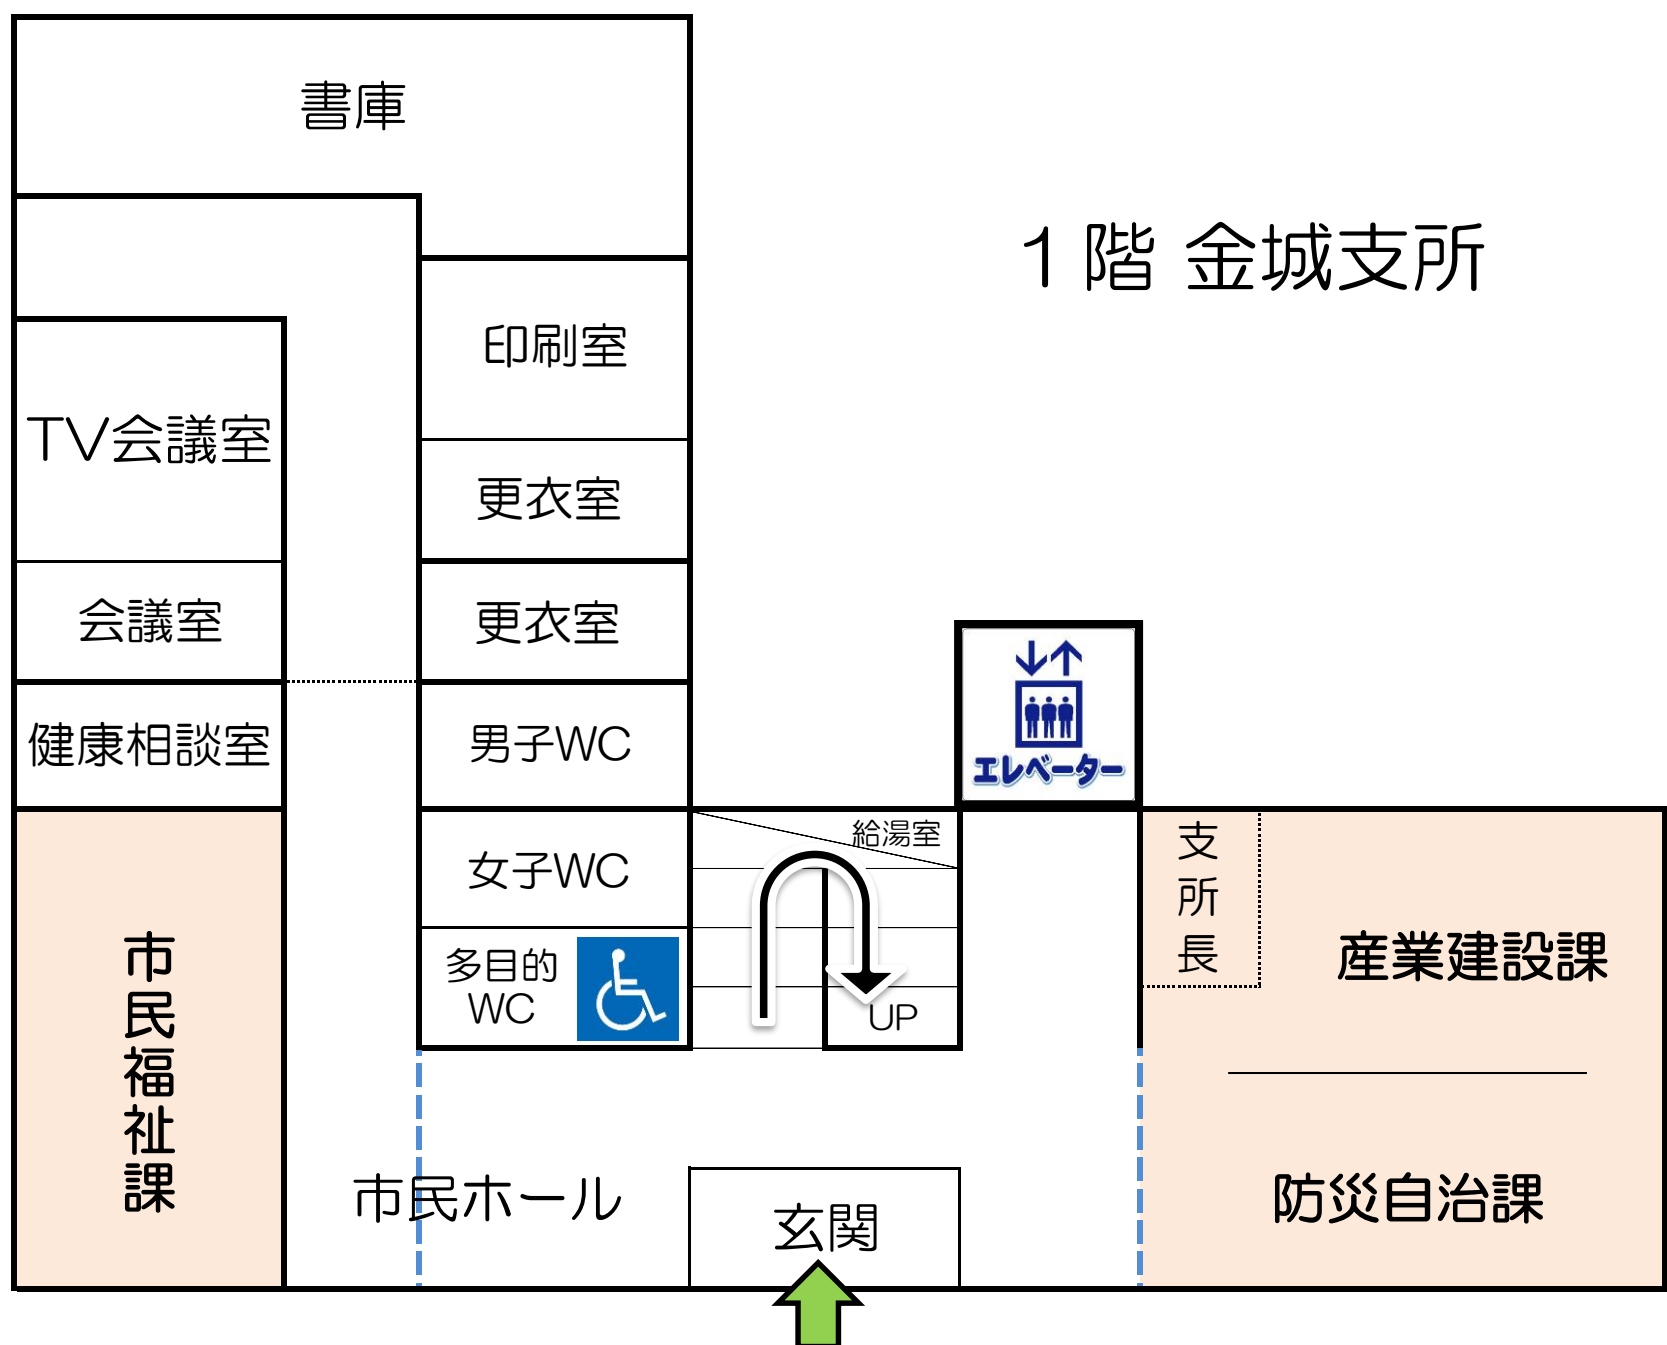 書庫
１階 金城支所
印刷室
TV会議室
更衣室
会議室
更衣室
エレベーター
健康相談室
男子WC
給湯室
女子WC
支所長
多目的
WC
UP
産業建設課
市民福祉課
市民ホール
玄関
防災自治課